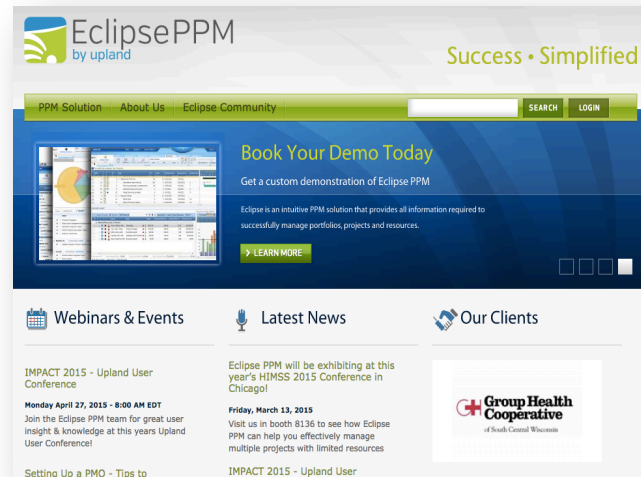 EclipsePPM
by upland
Success • Simplified
PPM Solution About Us Eclipse Community
SEARCH LOGIN
Book Your Demo Today
Get a custom demonstration of Eclipse PPM
Eclipse is an intuitive PPM solution that provides all information required to
successfully manage portfolios, projects and resources.
> LEARN MORE
Webinars & Events
IMPACT 2015 - Upland User
Conference
Monday April 27, 2015 - 8:00 AM EDT
Join the Eclipse PPM team for great user
insight & knowledge at this years Upland
User Conference!
Setting Up a PMO - Tips to
Latest News
Eclipse PPM will be exhibiting at this
year's HIMSS 2015 Conference in
Chicago!
Friday, March 13, 2015
Visit us in booth 8136 to see how Eclipse
PPM can help you effectively manage
multiple projects with limited resources
IMPACT 2015 - Upland User
Our Clients
Group Health
Cooperative
of South Central Wisconsin